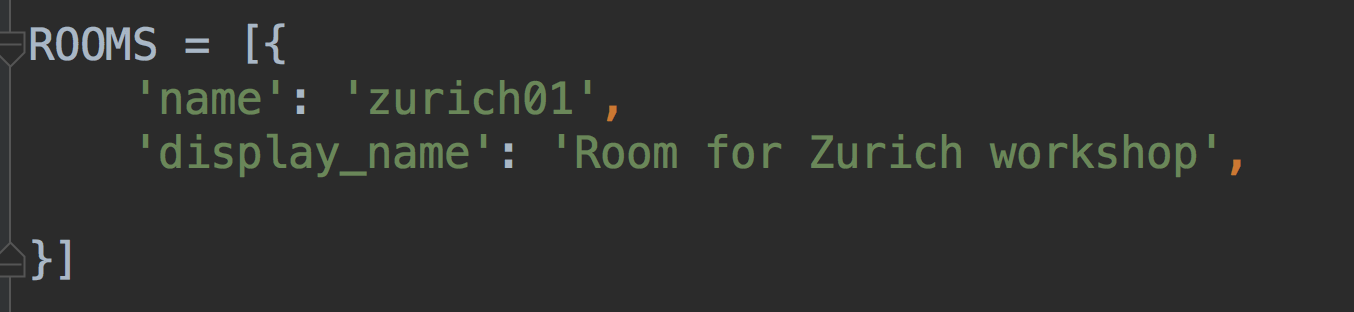 ROOMS = [{
    'name': 'zurich01',
    'display_name': 'Room for Zurich workshop',
}]